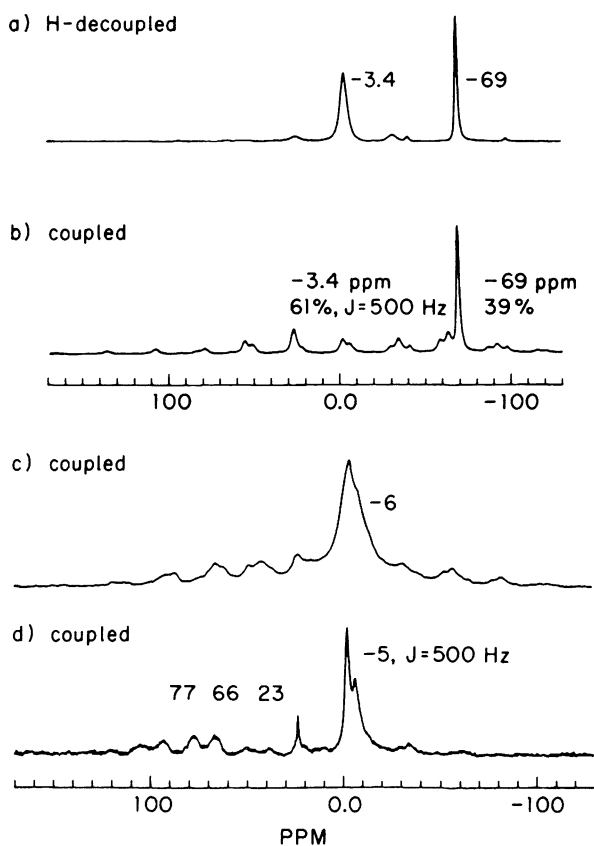 a) H-decoupled
-3.4
-69
b) coupled
-3.4 ppm
61%, J=500 Hz
-69 ppm
39%
100 0.0 -100
c) coupled
-6
d) coupled
-5, J=500 Hz
77 66 23
100 0.0 -100
PPM